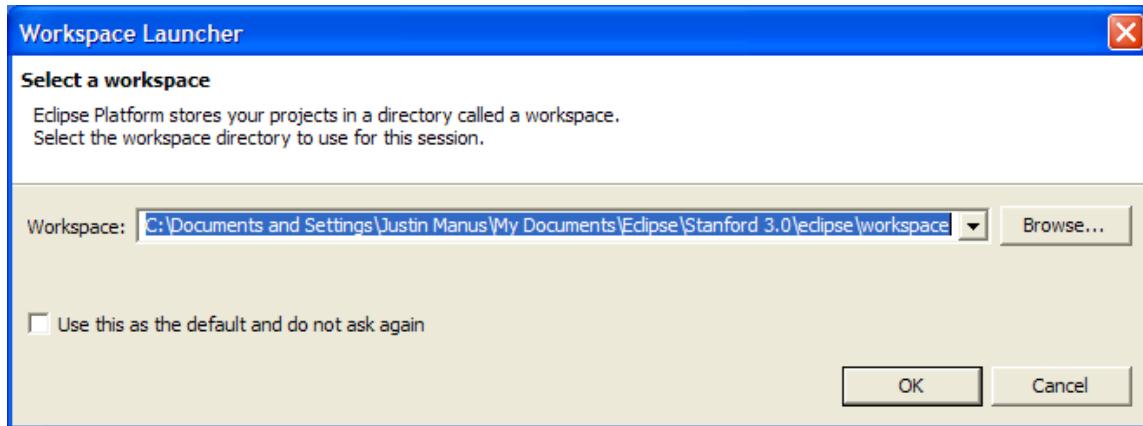 Workspace Launcher
Select a workspace
Eclipse Platform stores your projects in a directory called a workspace.
Select the workspace directory to use for this session.
Workspace: C:\Documents and Settings\Justin Manus\My Documents\Eclipse\Stanford 3.0\eclipse\workspace Browse...
Use this as the default and do not ask again
OK Cancel